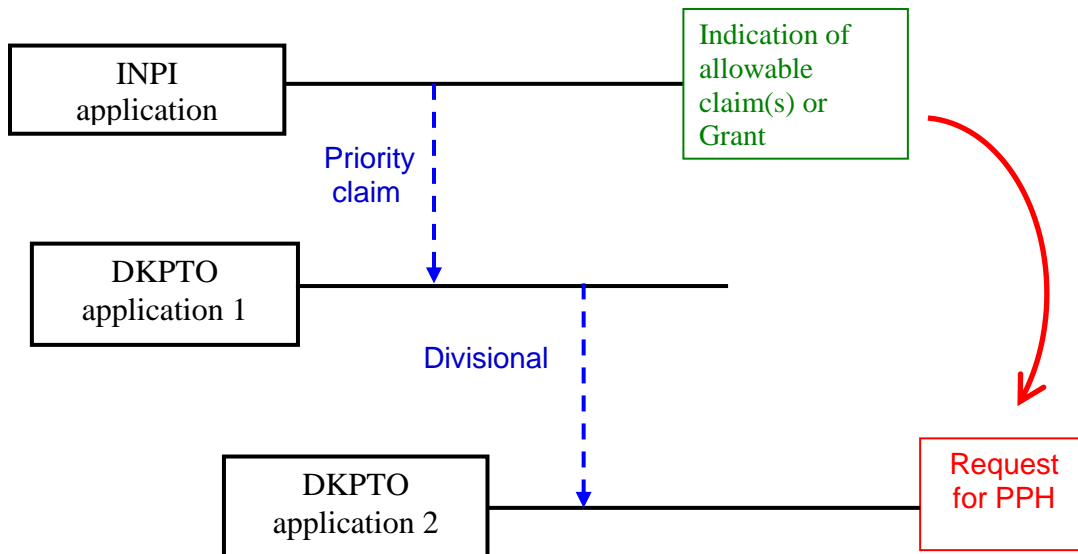 INPI
application
Indication of
allowable
claim(s) or
Grant
Priority
claim
DKPTO
application 1
Divisional
DKPTO
application 2
Request
for PPH